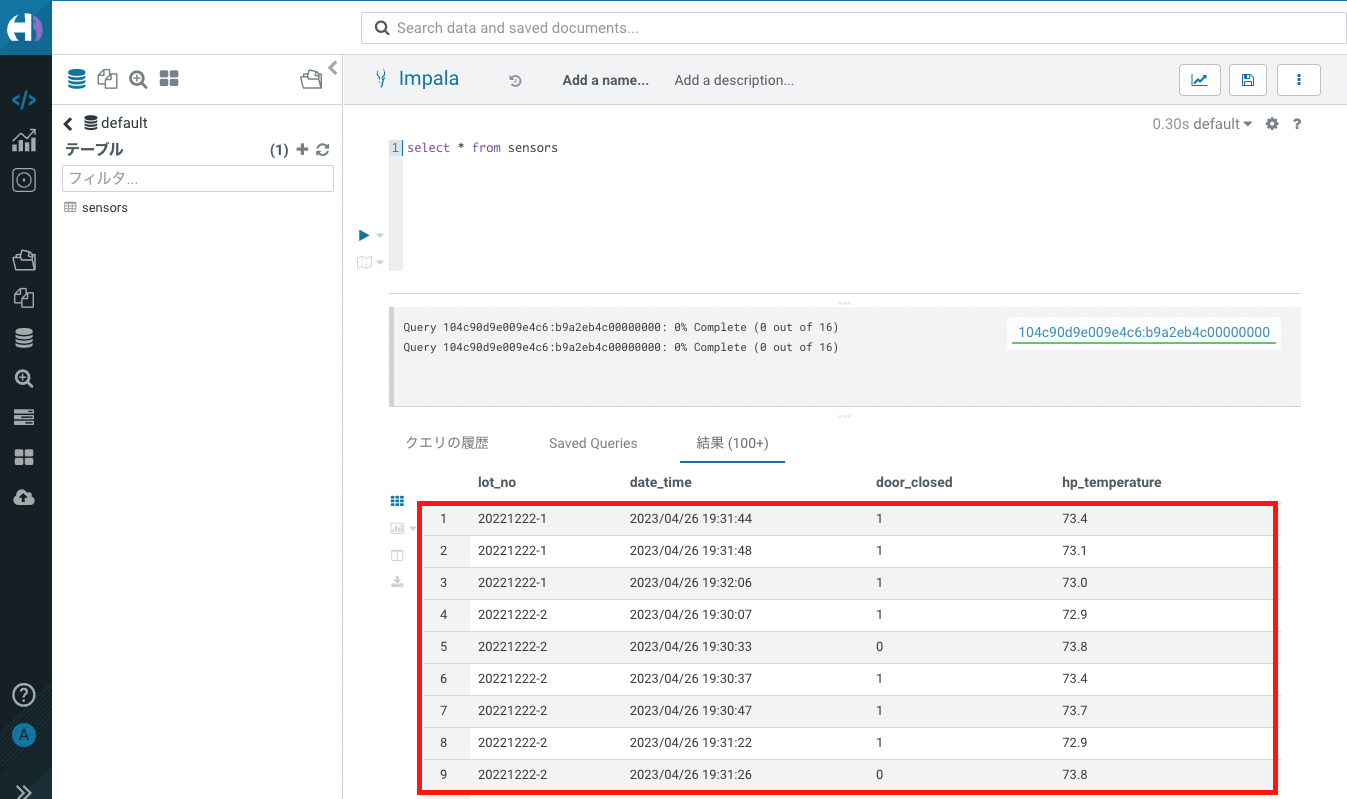 Search data and saved documents...
Impala
Add a name...
Add a description...
default
テーブル
(1)
フィルタ...
sensors
0.30s default
?
1 select * from sensors
Query 104c90d9e009e4c6:b9a2eb4c00000000: 0% Complete (0 out of 16)
Query 104c90d9e009e4c6:b9a2eb4c00000000: 0% Complete (0 out of 16)
104c90d9e009e4c6:b9a2eb4c00000000
クエリの履歴 Saved Queries 結果 (100+)
lot_no date_time door_closed hp_temperature
1 20221222-1 2023/04/26 19:31:44 1 73.4
2 20221222-1 2023/04/26 19:31:48 1 73.1
3 20221222-1 2023/04/26 19:32:06 1 73.0
4 20221222-2 2023/04/26 19:30:07 1 72.9
5 20221222-2 2023/04/26 19:30:33 0 73.8
6 20221222-2 2023/04/26 19:30:37 1 73.4
7 20221222-2 2023/04/26 19:30:47 1 73.7
8 20221222-2 2023/04/26 19:31:22 1 72.9
9 20221222-2 2023/04/26 19:31:26 0 73.8
?
A